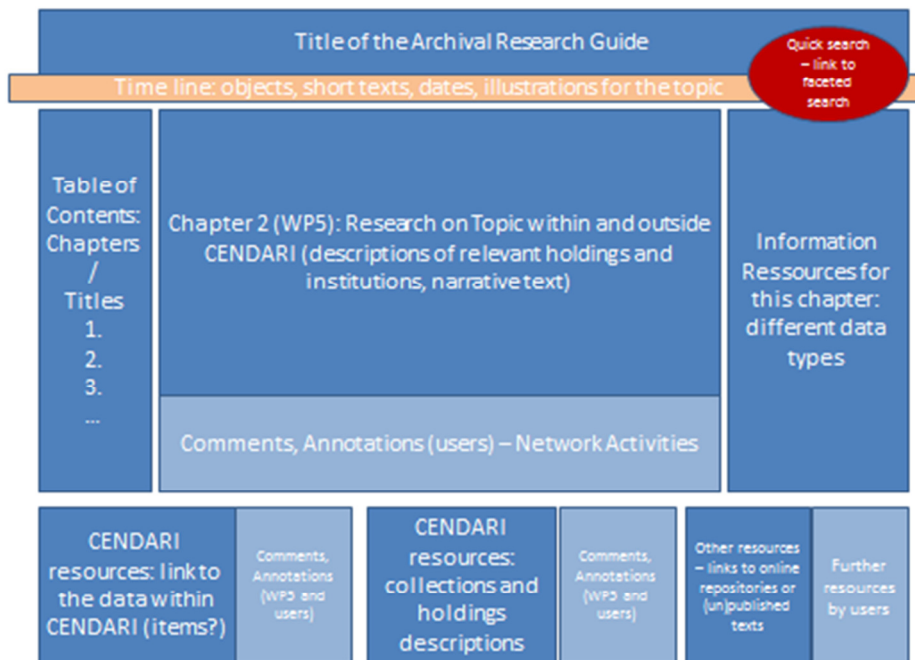 Title of the Archival Research Guide
Quick search
– link to
faceted
search
Time line: objects, short texts, dates, illustrations for the topic
Table of
Contents:
Chapters
/
Titles
1.
2.
3.
...
Chapter 2 (WP5): Research on Topic within and outside
CENDARI (descriptions of relevant holdings and
institutions, narrative text)
Information
Ressources for
this chapter:
different data
types
Comments, Annotations (users) – Network Activities
CENDARI
resources: link to
the data within
CENDARI (items?)
Comments,
Annotations
(WP5 and
users)
CENDARI
resources:
collections and
holdings
descriptions
Comments,
Annotations
(WP5 and
users)
Other resources
– links to online
repositories or
(un)published
texts
Further
resources
by users